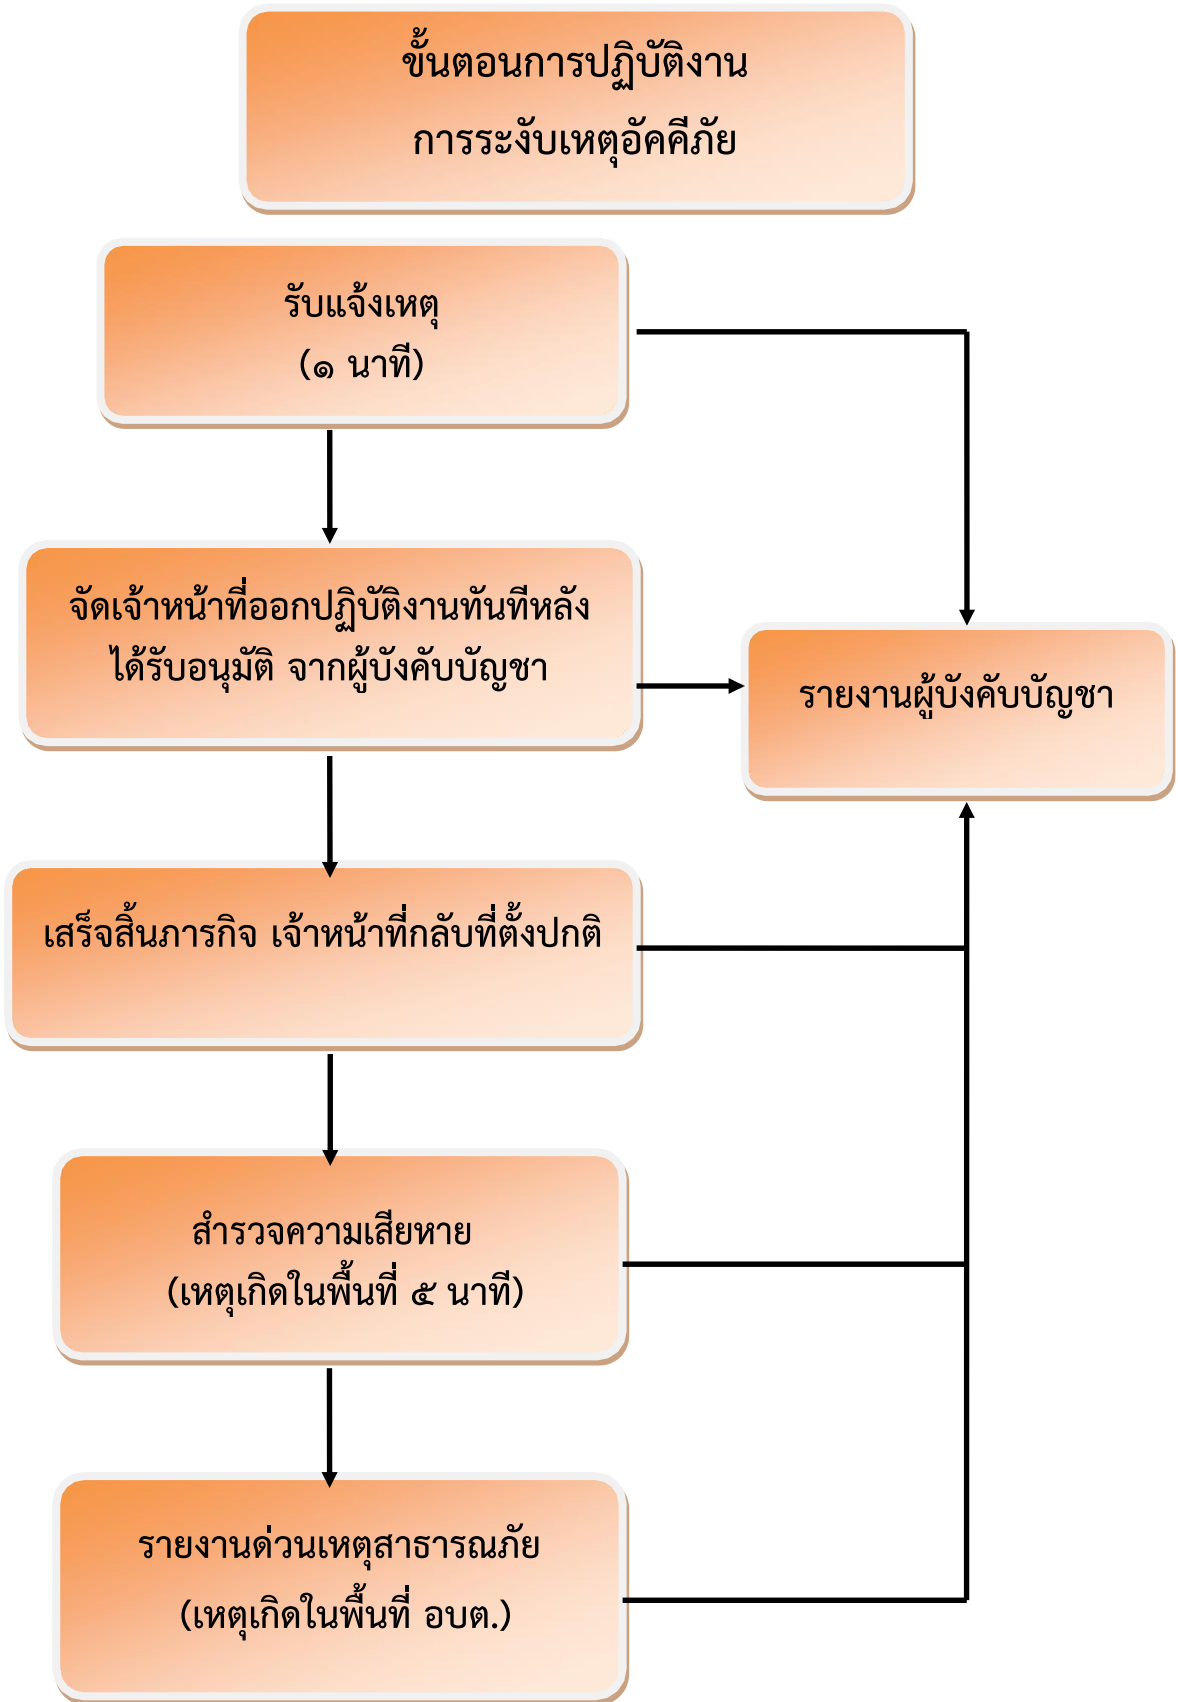 ขั้นตอนการปฏิบัติงาน
การระงับเหตุอัคคีภัย
รับแจ้งเหตุ
(๑ นาที)
จัดเจ้าหน้าที่ออกปฏิบัติงานทันทีหลัง
ได้รับอนุมัติ จากผู้บังคับบัญชา
รายงานผู้บังคับบัญชา
เสร็จสิ้นภารกิจ เจ้าหน้าที่กลับที่ตั้งปกติ
สำรวจความเสียหาย
(เหตุเกิดในพื้นที่ ๕ นาที)
รายงานด่วนเหตุสาธารณภัย
(เหตุเกิดในพื้นที่ อบต.)